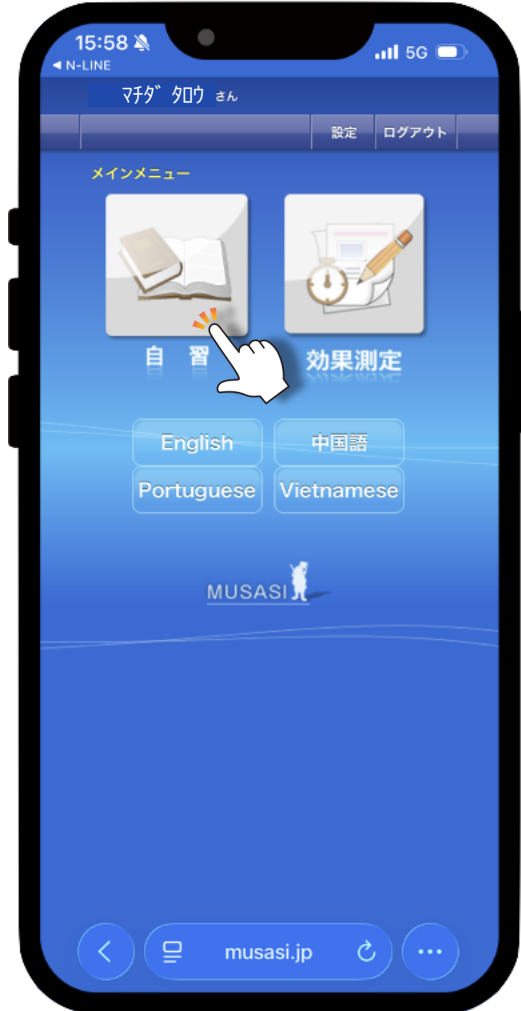 15:58
5G
◀ N-LINE
マチダ タロウ さん
設定 ログアウト
メインメニュー
自 習 効果測定
English 中国語
Portuguese Vietnamese
MUSASI
musasi.jp